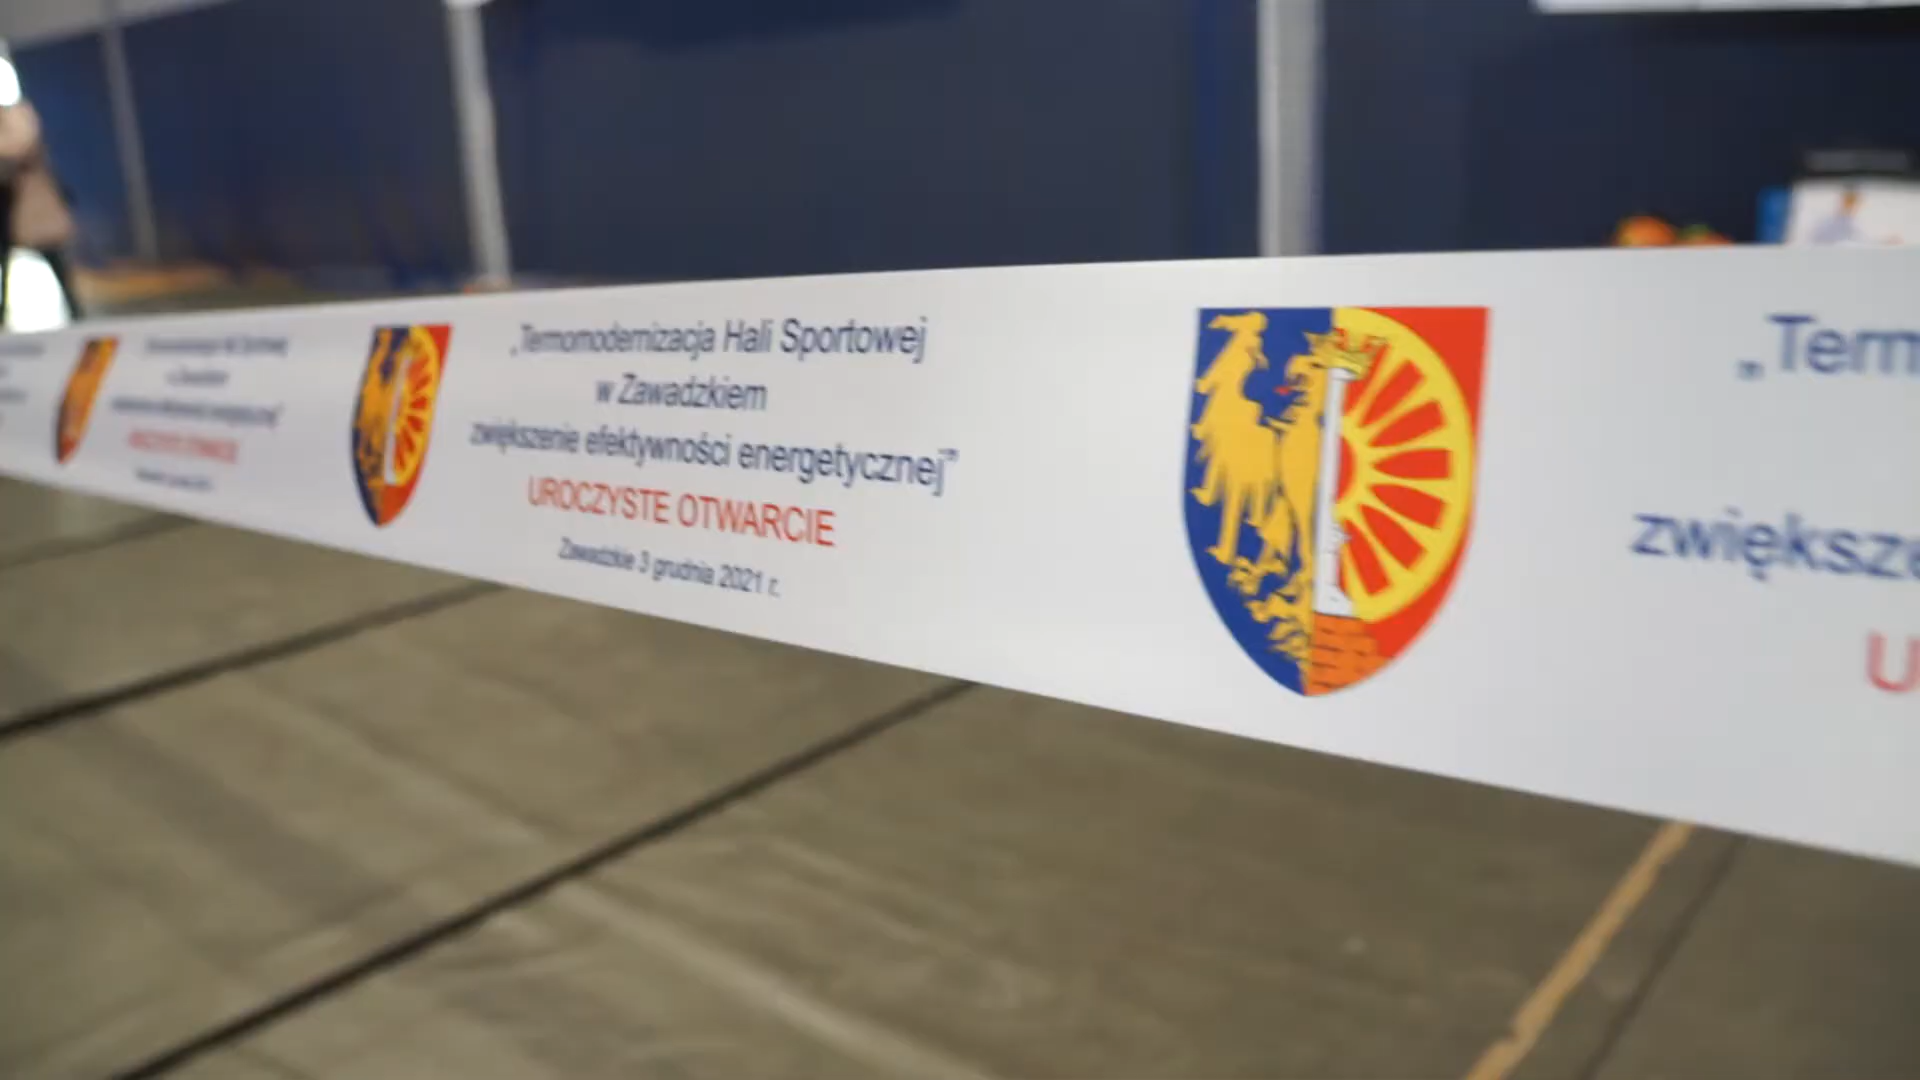 „Termomodernizacja Hali Sportowej
w Zawadzkiem
zwiększenie efektywności energetycznej"
UROCZYSTE OTWARCIE
Zawadzkie 3 grudnia 2021 r.
„Term
zwiększe
U